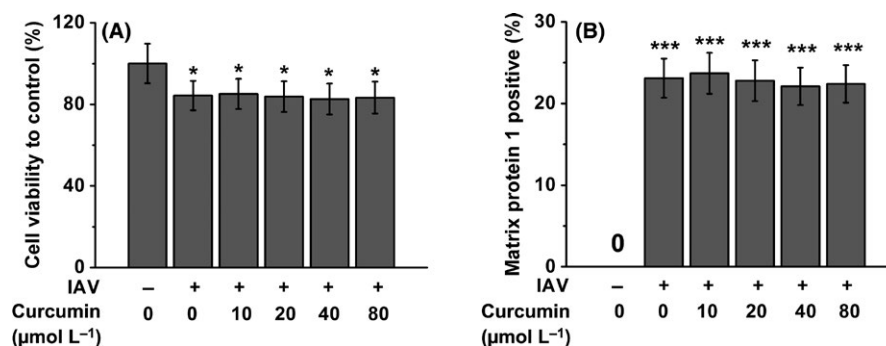 (A)
Cell viability to control (%)
120
80
40
0
* * * * *
IAV – + + + + +
Curcumin 0 0 10 20 40 80
(μmol L⁻¹)
(B)
Matrix protein 1 positive (%)
30
20
10
0
0
*** *** *** *** ***
IAV – + + + + +
Curcumin 0 0 10 20 40 80
(μmol L⁻¹)